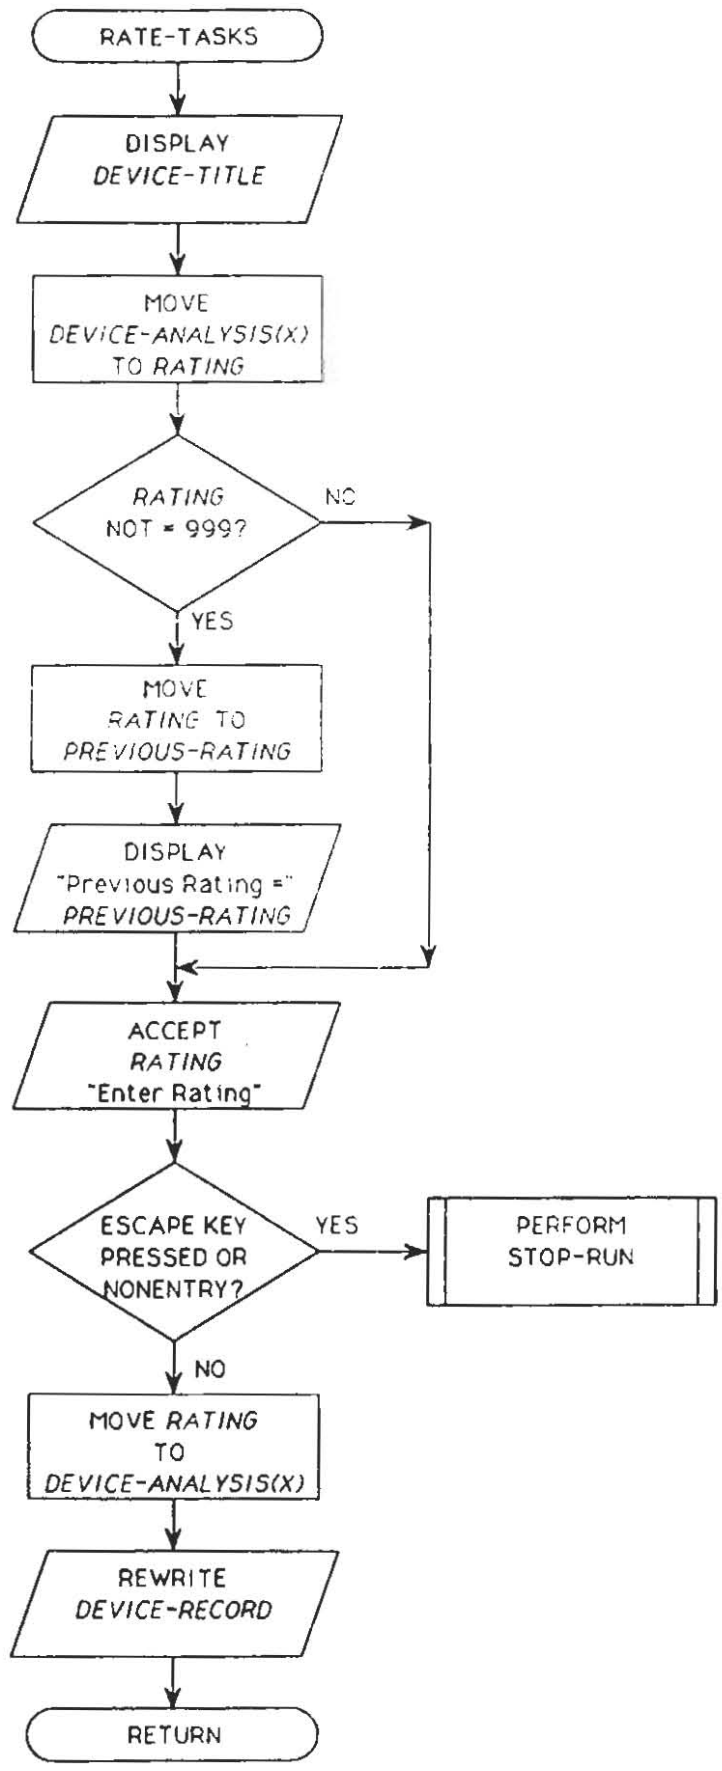 RATE-TASKS
DISPLAY
DEVICE-TITLE
MOVE
DEVICE-ANALYSIS(X)
TO RATING
RATING
NOT = 999?
NO
YES
MOVE
RATING TO
PREVIOUS-RATING
DISPLAY
"Previous Rating ="
PREVIOUS-RATING
ACCEPT
RATING
"Enter Rating"
ESCAPE KEY
PRESSED OR
NONENTRY?
YES
PERFORM
STOP-RUN
NO
MOVE RATING
TO
DEVICE-ANALYSIS(X)
REWRITE
DEVICE-RECORD
RETURN